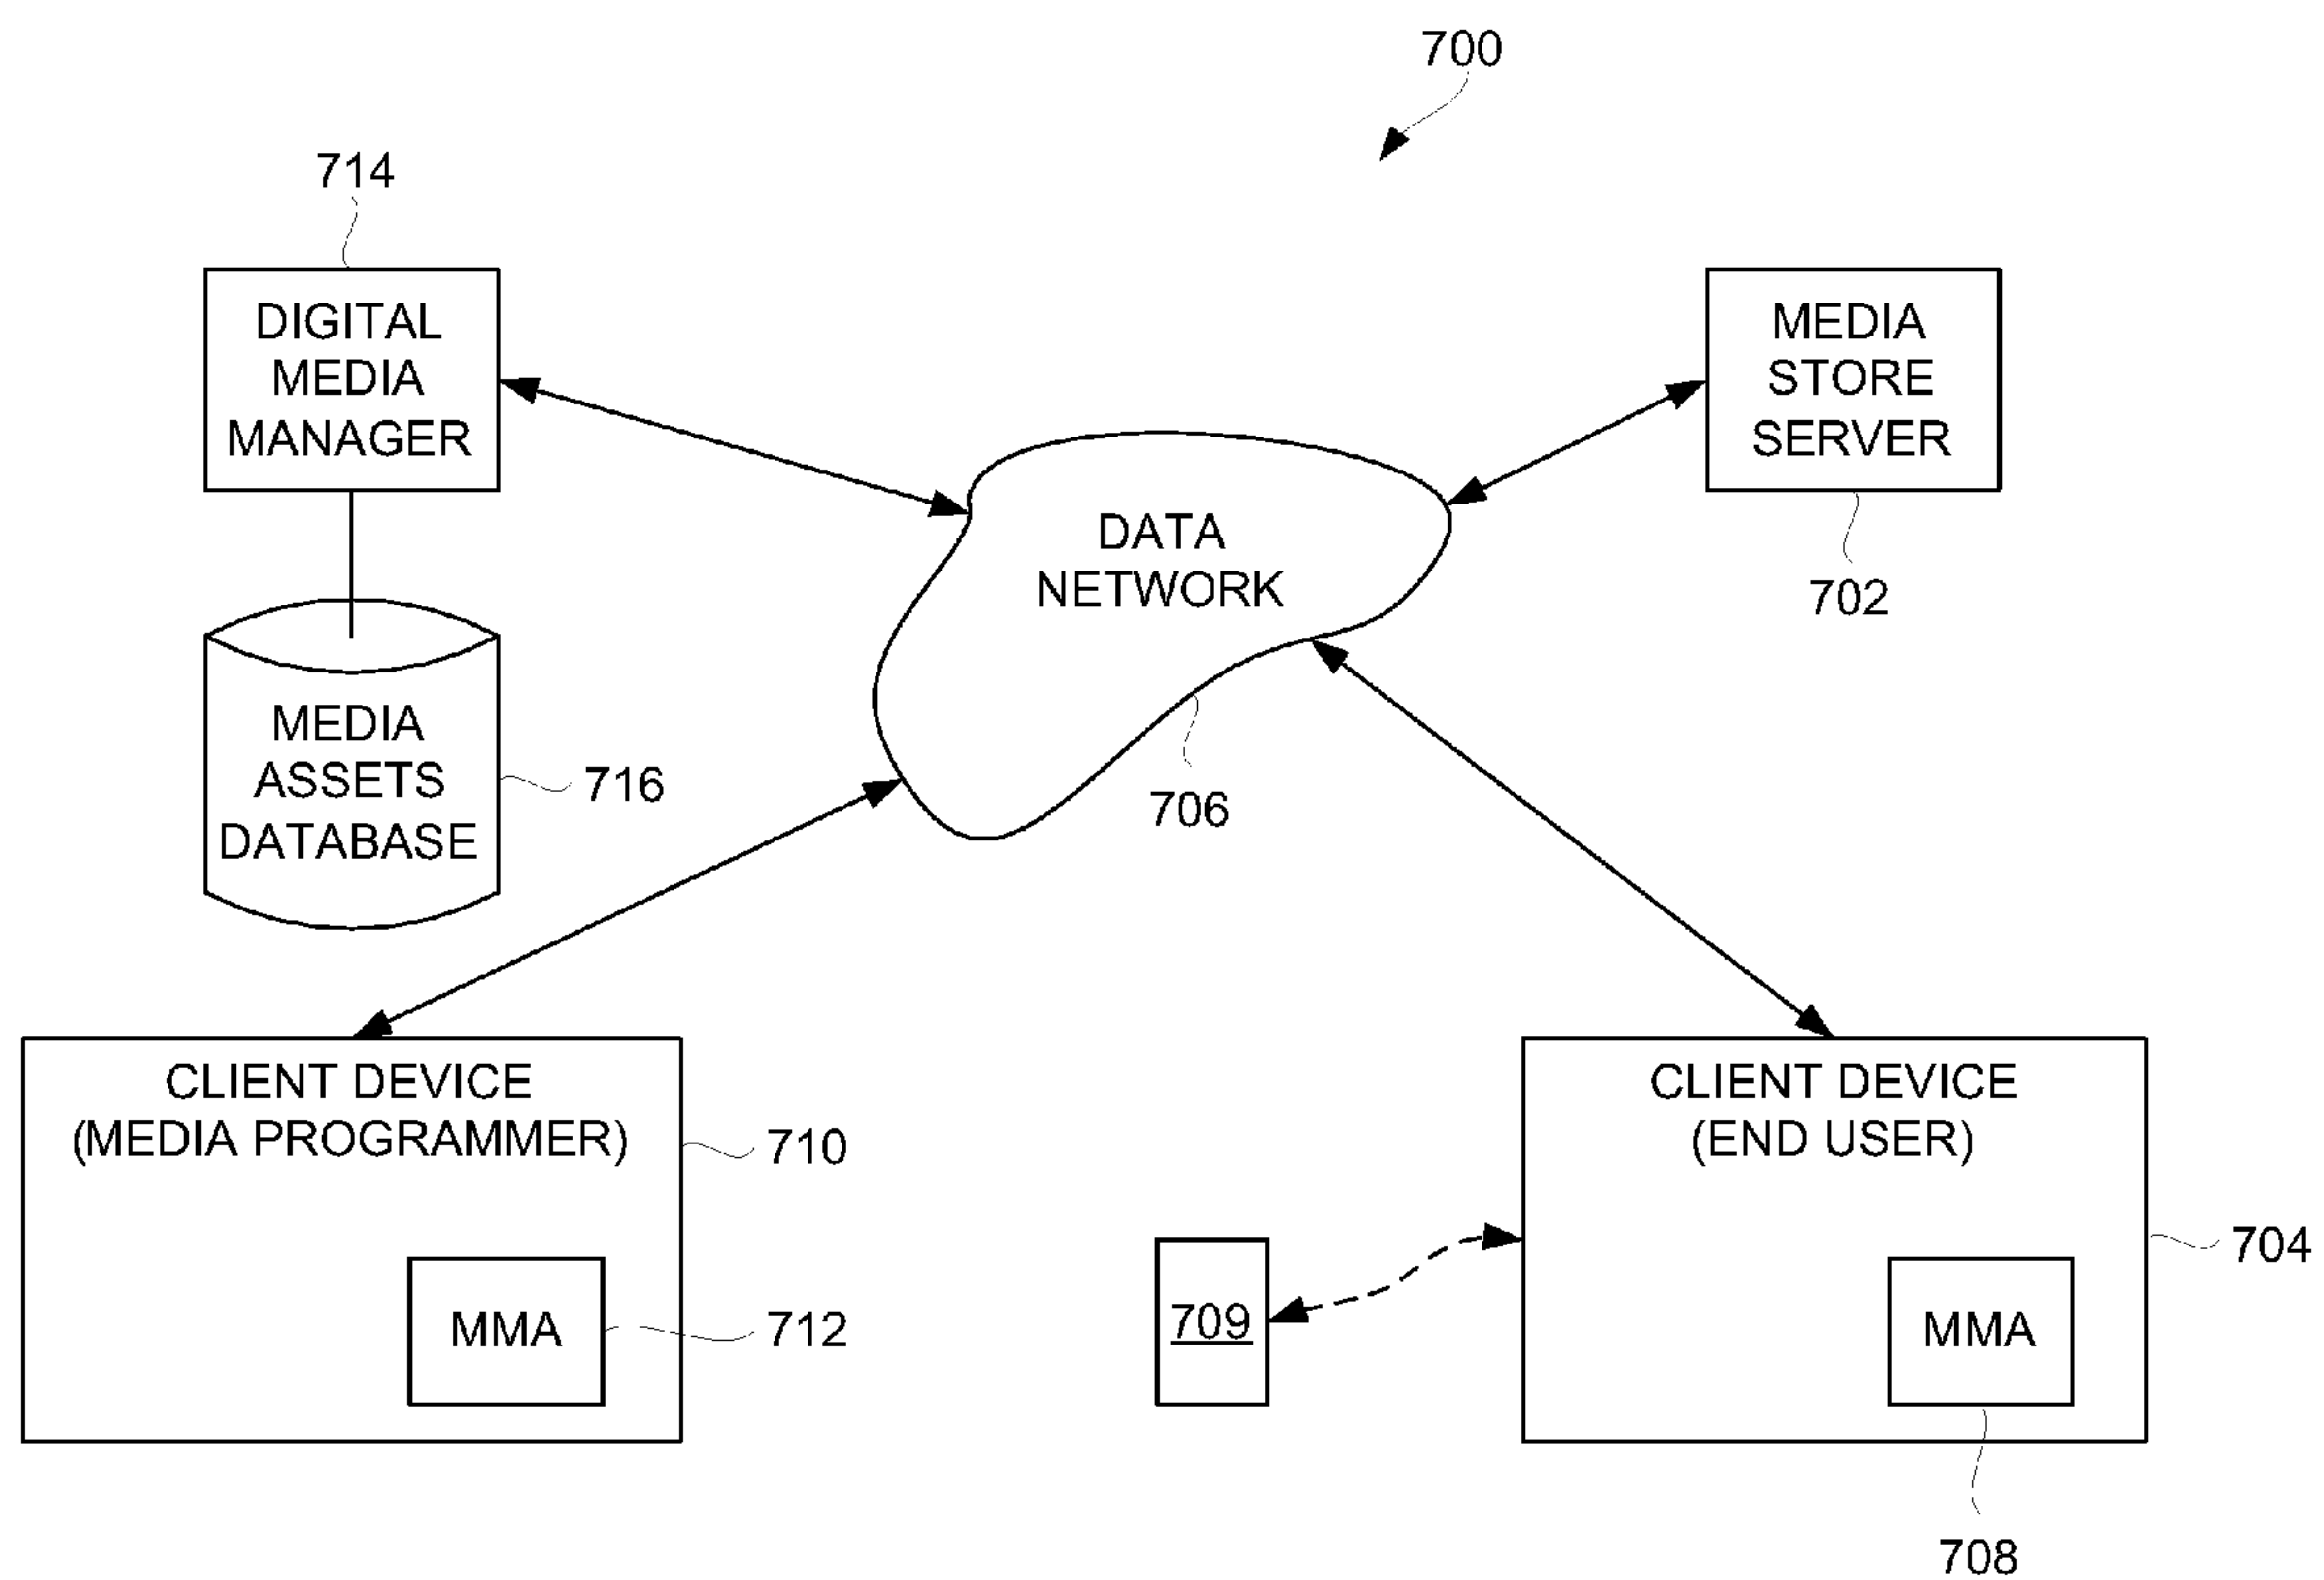 700
714
DIGITAL
MEDIA
MANAGER
MEDIA
STORE
SERVER
702
DATA
NETWORK
706
MEDIA
ASSETS
DATABASE
716
CLIENT DEVICE
(MEDIA PROGRAMMER)
710
MMA
712
709
CLIENT DEVICE
(END USER)
704
MMA
708